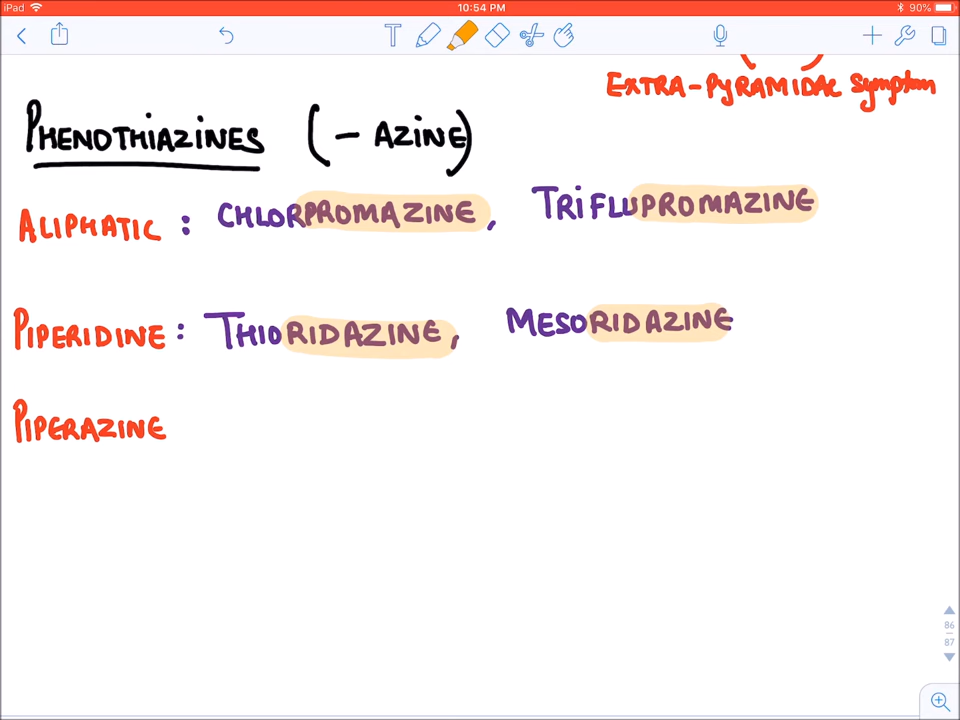 iPad 10:54 PM 90%
T
EXTRA-PYRAMIDAL Symptom
PHENOTHIAZINES (- AZINE)
ALIPHATIC : CHLORPROMAZINE, TRIFLUPROMAZINE
PIPERIDINE : THIORIDAZINE, MESORIDAZINE
PIPERAZINE
86
87